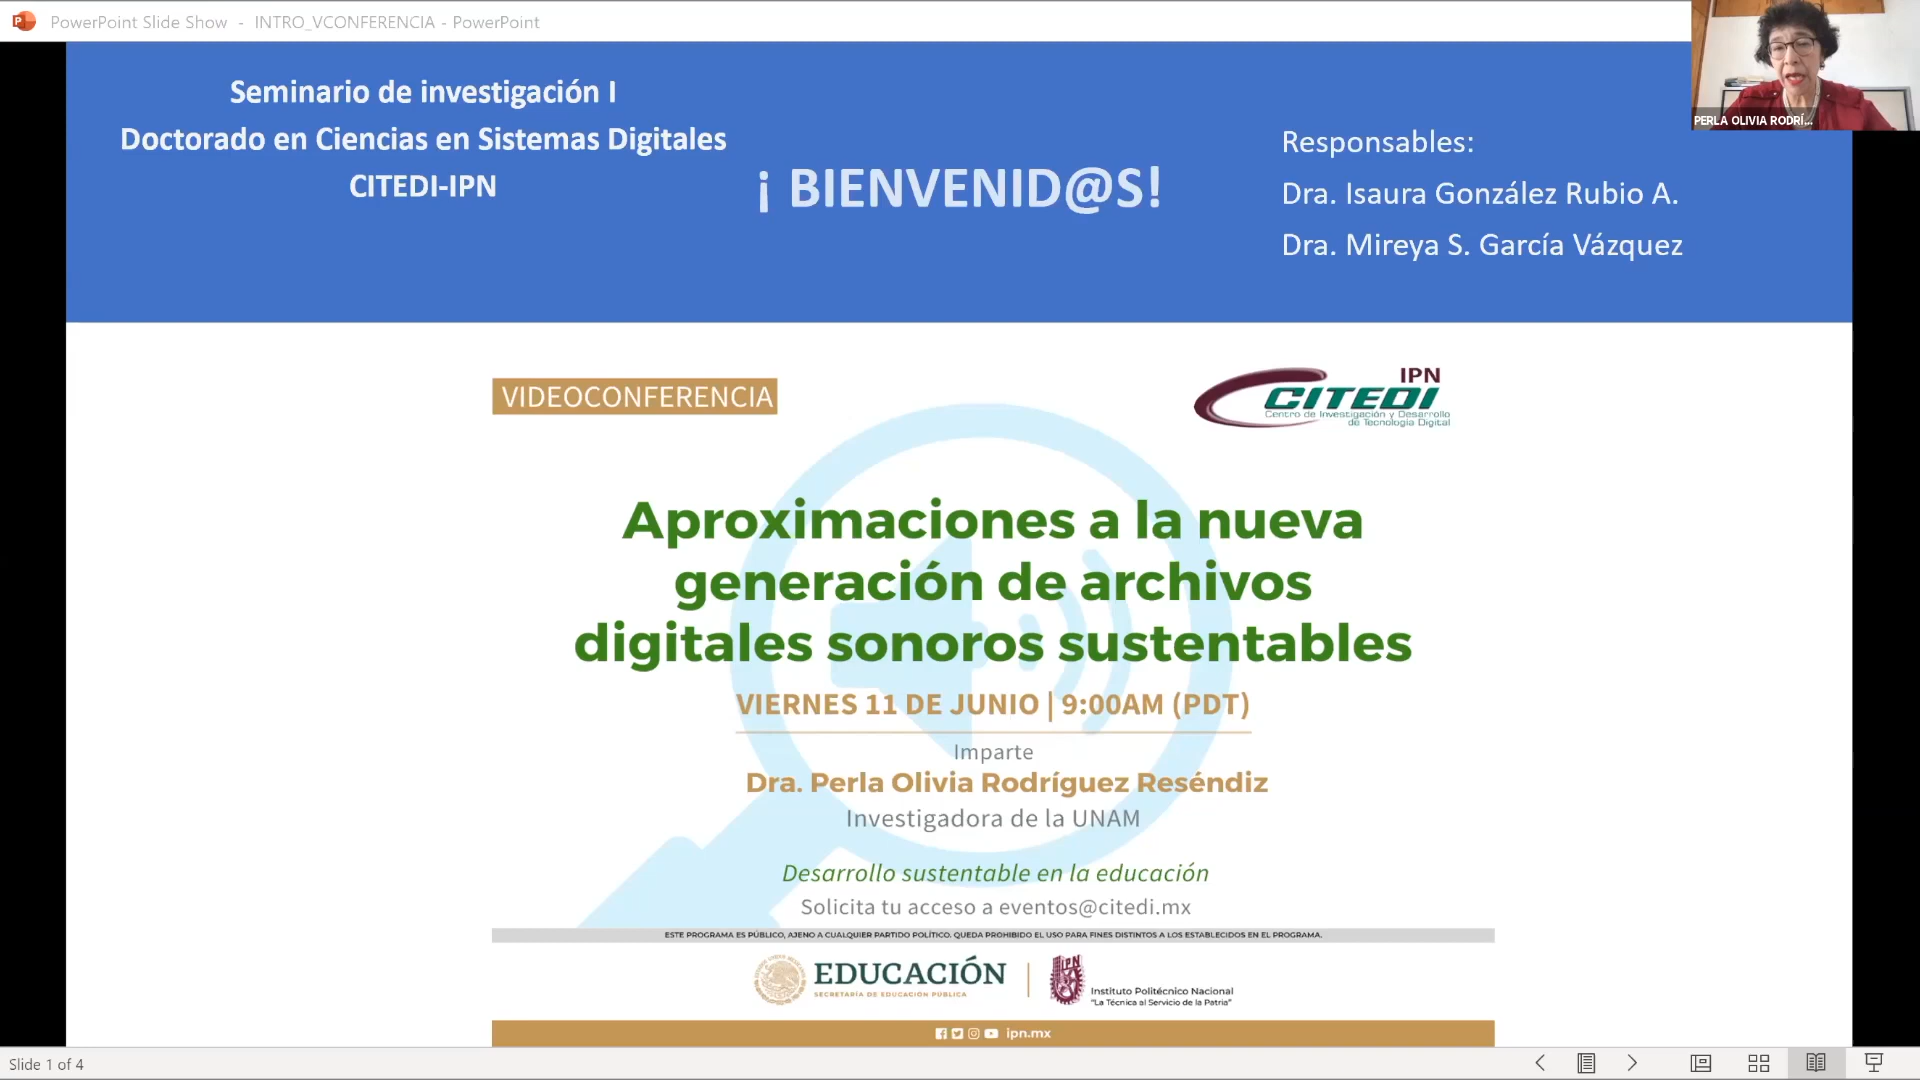 PowerPoint Slide Show - INTRO_VCONFERENCIA - PowerPoint
Seminario de investigación I
Doctorado en Ciencias en Sistemas Digitales
CITEDI-IPN
¡ BIENVENID@S!
Responsables:
Dra. Isaura González Rubio A.
Dra. Mireya S. García Vázquez
PERLA OLIVIA RODRÍ...
VIDEOCONFERENCIA
IPN
CITEDI
Centro de Investigación y Desarrollo
de Tecnología Digital
Aproximaciones a la nueva
generación de archivos
digitales sonoros sustentables
VIERNES 11 DE JUNIO | 9:00AM (PDT)
Imparte
Dra. Perla Olivia Rodríguez Reséndiz
Investigadora de la UNAM
Desarrollo sustentable en la educación
Solicita tu acceso a eventos@citedi.mx
ESTE PROGRAMA ES PÚBLICO, AJENO A CUALQUIER PARTIDO POLÍTICO. QUEDA PROHIBIDO EL USO PARA FINES DISTINTOS A LOS ESTABLECIDOS EN EL PROGRAMA.
EDUCACIÓN
SECRETARÍA DE EDUCACIÓN PÚBLICA
IPN
Instituto Politécnico Nacional
"La Técnica al Servicio de la Patria"
ipn.mx
Slide 1 of 4